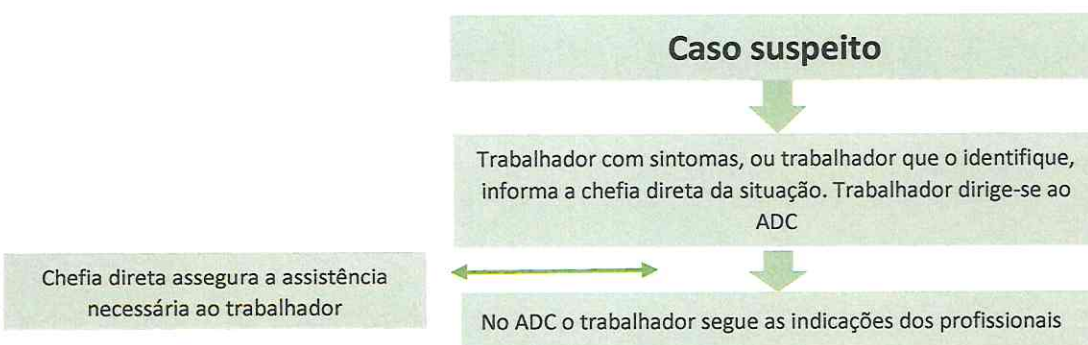 Caso suspeito
Trabalhador com sintomas, ou trabalhador que o identifique,
informa a chefia direta da situação. Trabalhador dirige-se ao
ADC
Chefia direta assegura a assistência
necessária ao trabalhador
No ADC o trabalhador segue as indicações dos profissionais